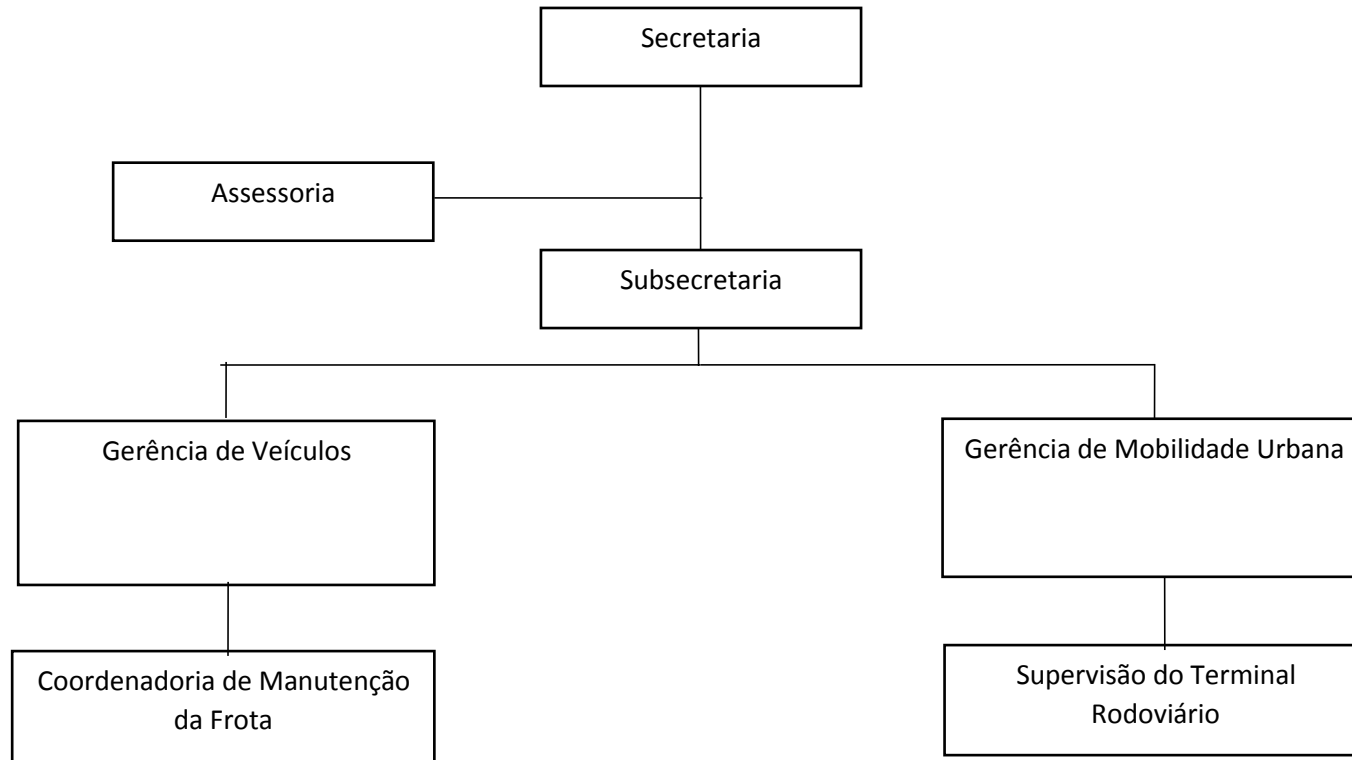 Secretaria
Assessoria
Subsecretaria
Gerência de Veículos
Gerência de Mobilidade Urbana
Coordenadoria de Manutenção
da Frota
Supervisão do Terminal
Rodoviário